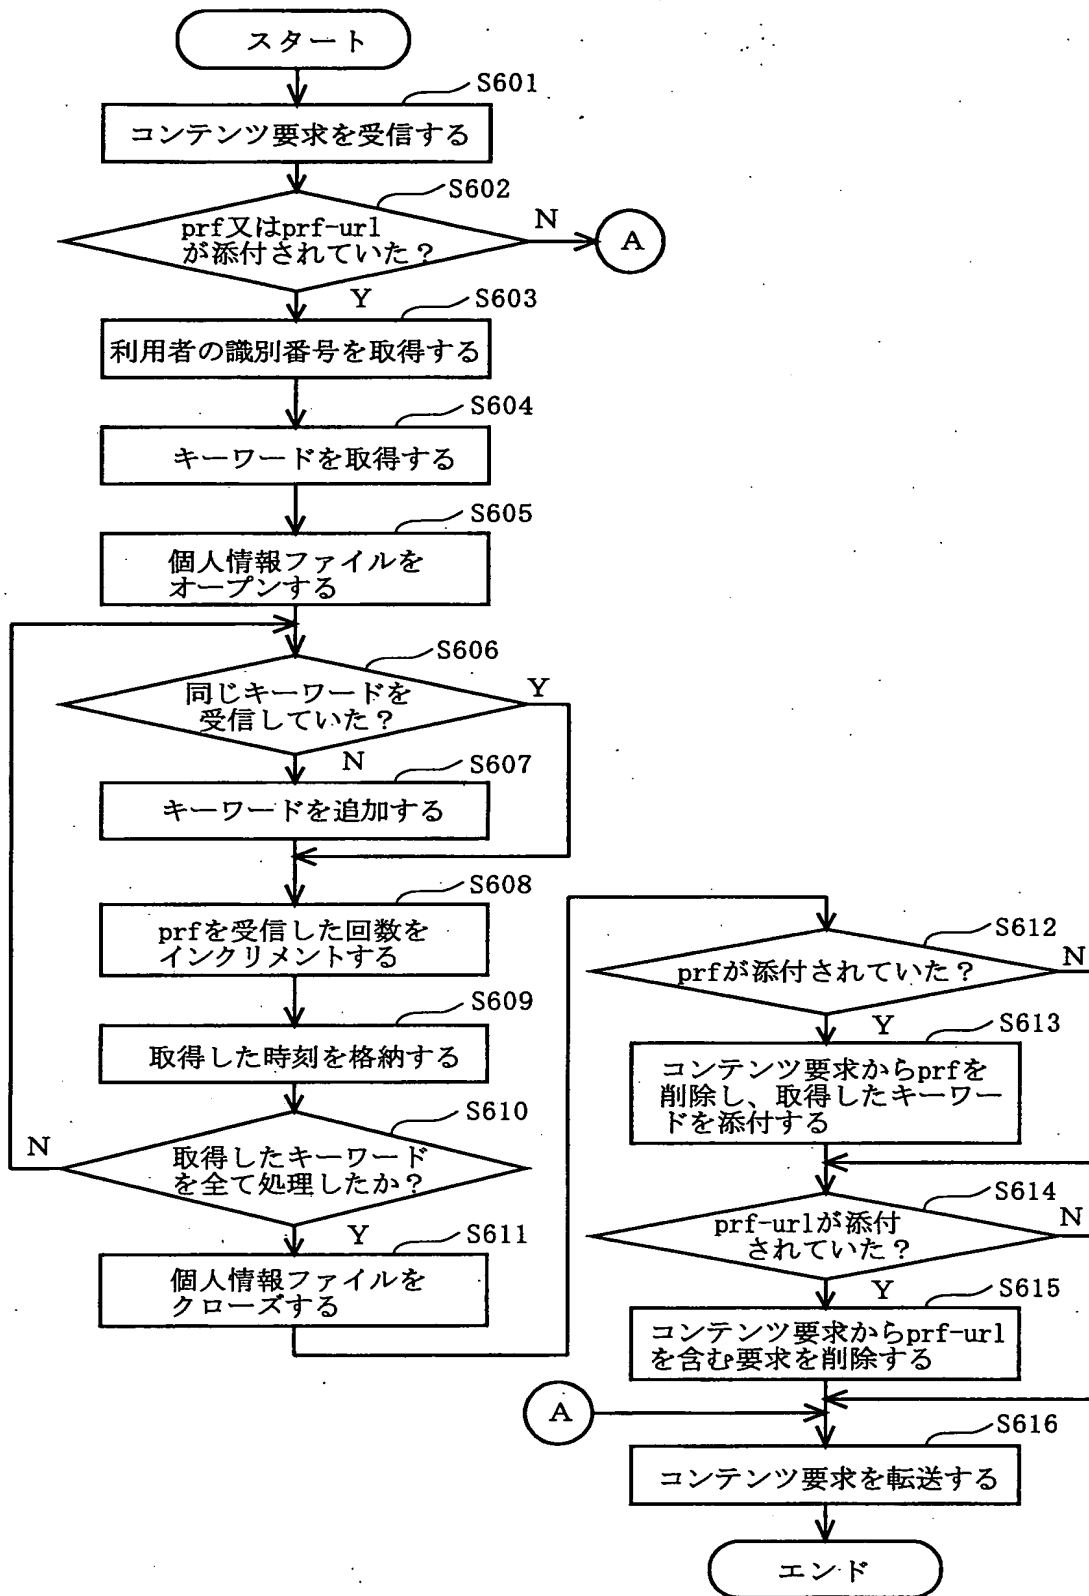 スタート
S601
コンテンツ要求を受信する
S602
prf又はprf-url
が添付されていた？
N
A
Y
S603
利用者の識別番号を取得する
S604
キーワードを取得する
S605
個人情報ファイルを
オープンする
S606
同じキーワードを
受信していた？
Y
N
S607
キーワードを追加する
S608
prfを受信した回数を
インクリメントする
S609
取得した時刻を格納する
S610
取得したキーワード
を全て処理したか？
N
Y
S611
個人情報ファイルを
クローズする
S612
prfが添付されていた？
N
Y
S613
コンテンツ要求からprfを
削除し、取得したキーワー
ドを添付する
S614
prf-urlが添付
されていた？
N
Y
S615
コンテンツ要求からprf-url
を含む要求を削除する
A
S616
コンテンツ要求を転送する
エンド